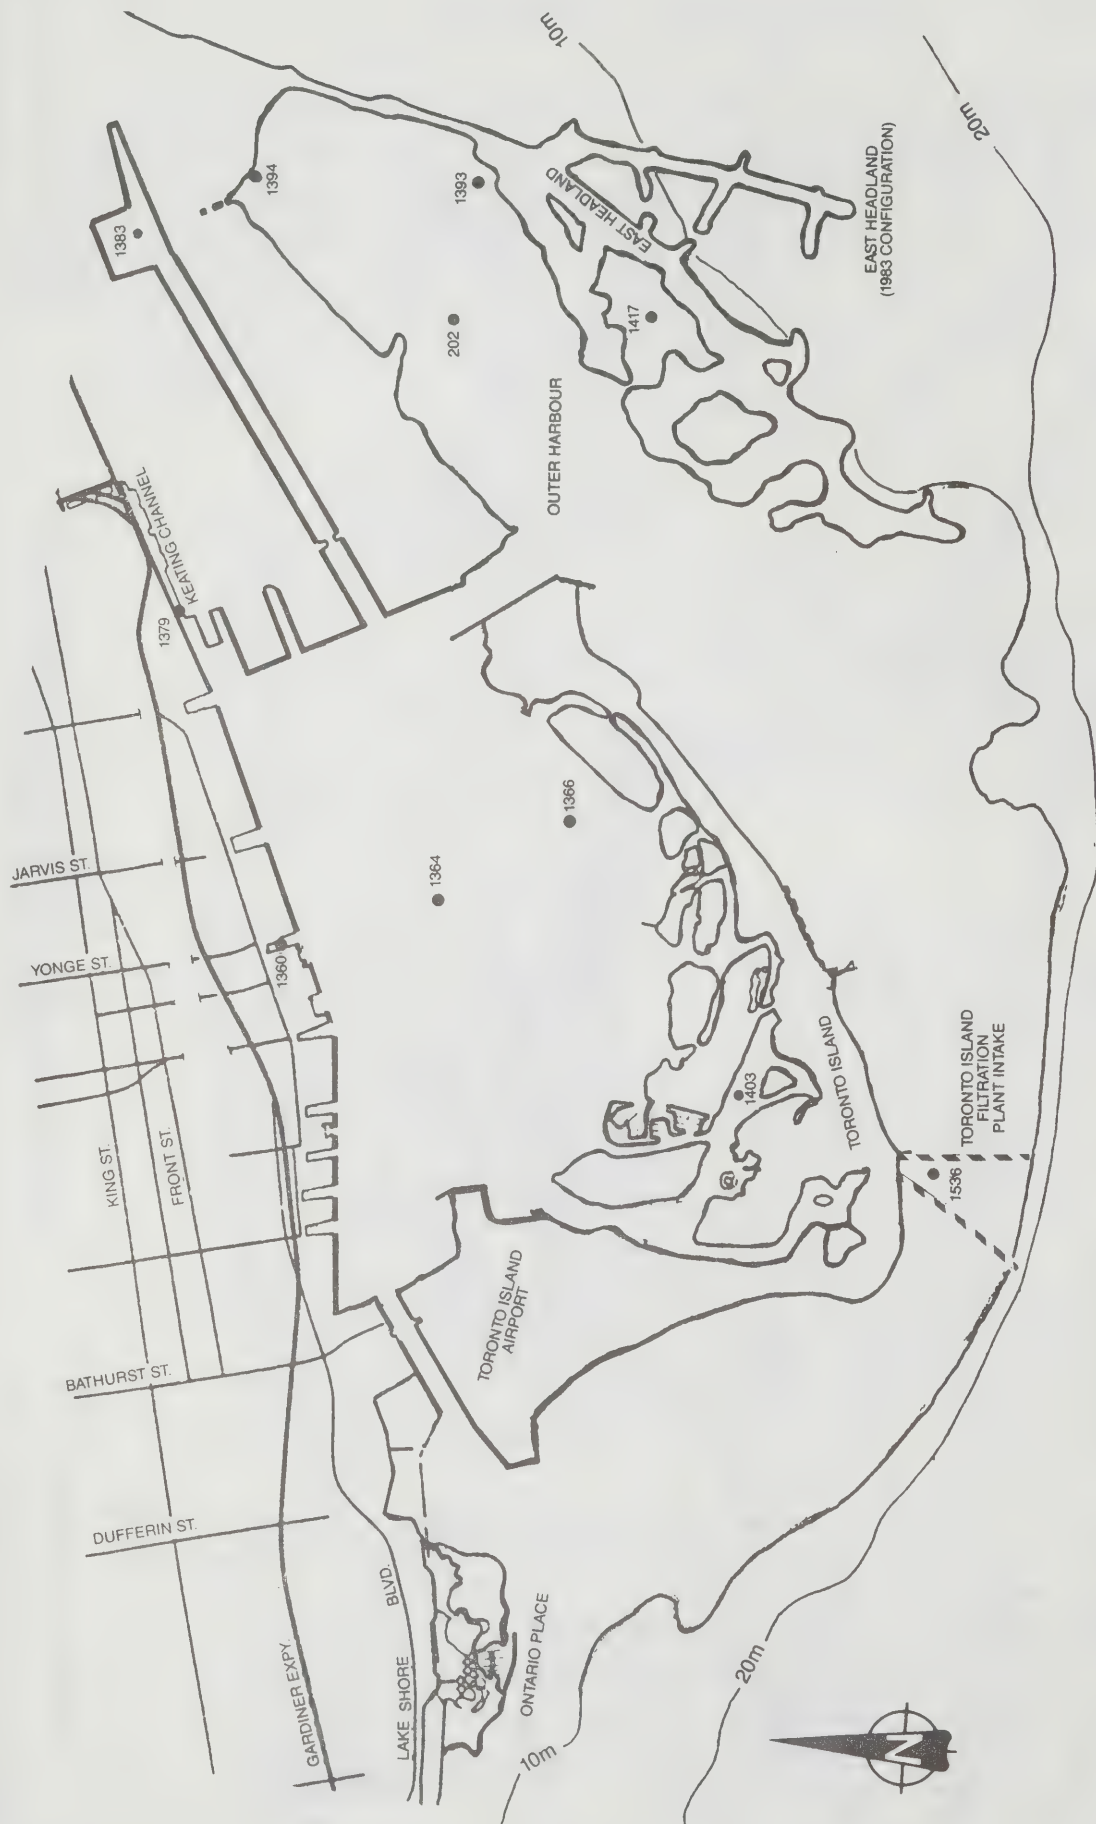 10m
20m
1394
1383
1393
EAST HEADLAND
EAST HEADLAND
(1983 CONFIGURATION)
1417
202
OUTER HARBOUR
KEATING CHANNEL
1379
1366
1364
JARVIS ST.
YONGE ST.
1360
KING ST.
FRONT ST.
1403
TORONTO ISLAND
TORONTO ISLAND
FILTRATION
PLANT INTAKE
1536
TORONTO ISLAND
AIRPORT
BATHURST ST.
DUFFERIN ST.
GARDINER EXPY.
LAKE SHORE BLVD.
ONTARIO PLACE
10m
20m
N